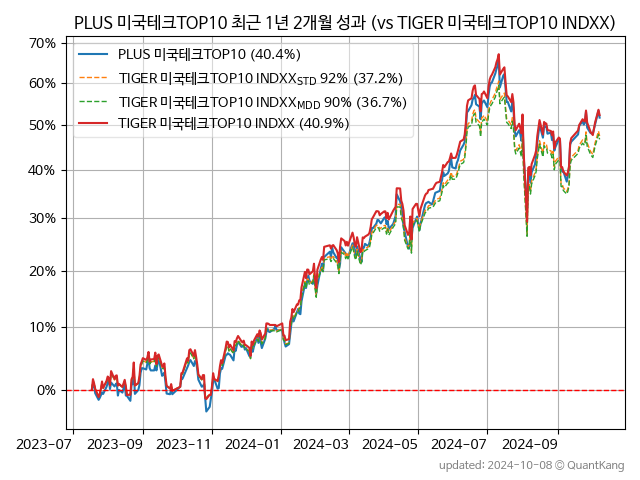 PLUS 미국테크TOP10 최근 1년 2개월 성과 (vs TIGER 미국테크TOP10 INDXX)
70%
60%
50%
40%
30%
20%
10%
0%
PLUS 미국테크TOP10 (40.4%)
TIGER 미국테크TOP10 INDXX_STD 92% (37.2%)
TIGER 미국테크TOP10 INDXX_MDD 90% (36.7%)
TIGER 미국테크TOP10 INDXX (40.9%)
2023-07 2023-09 2023-11 2024-01 2024-03 2024-05 2024-07 2024-09
updated: 2024-10-08 © QuantKang